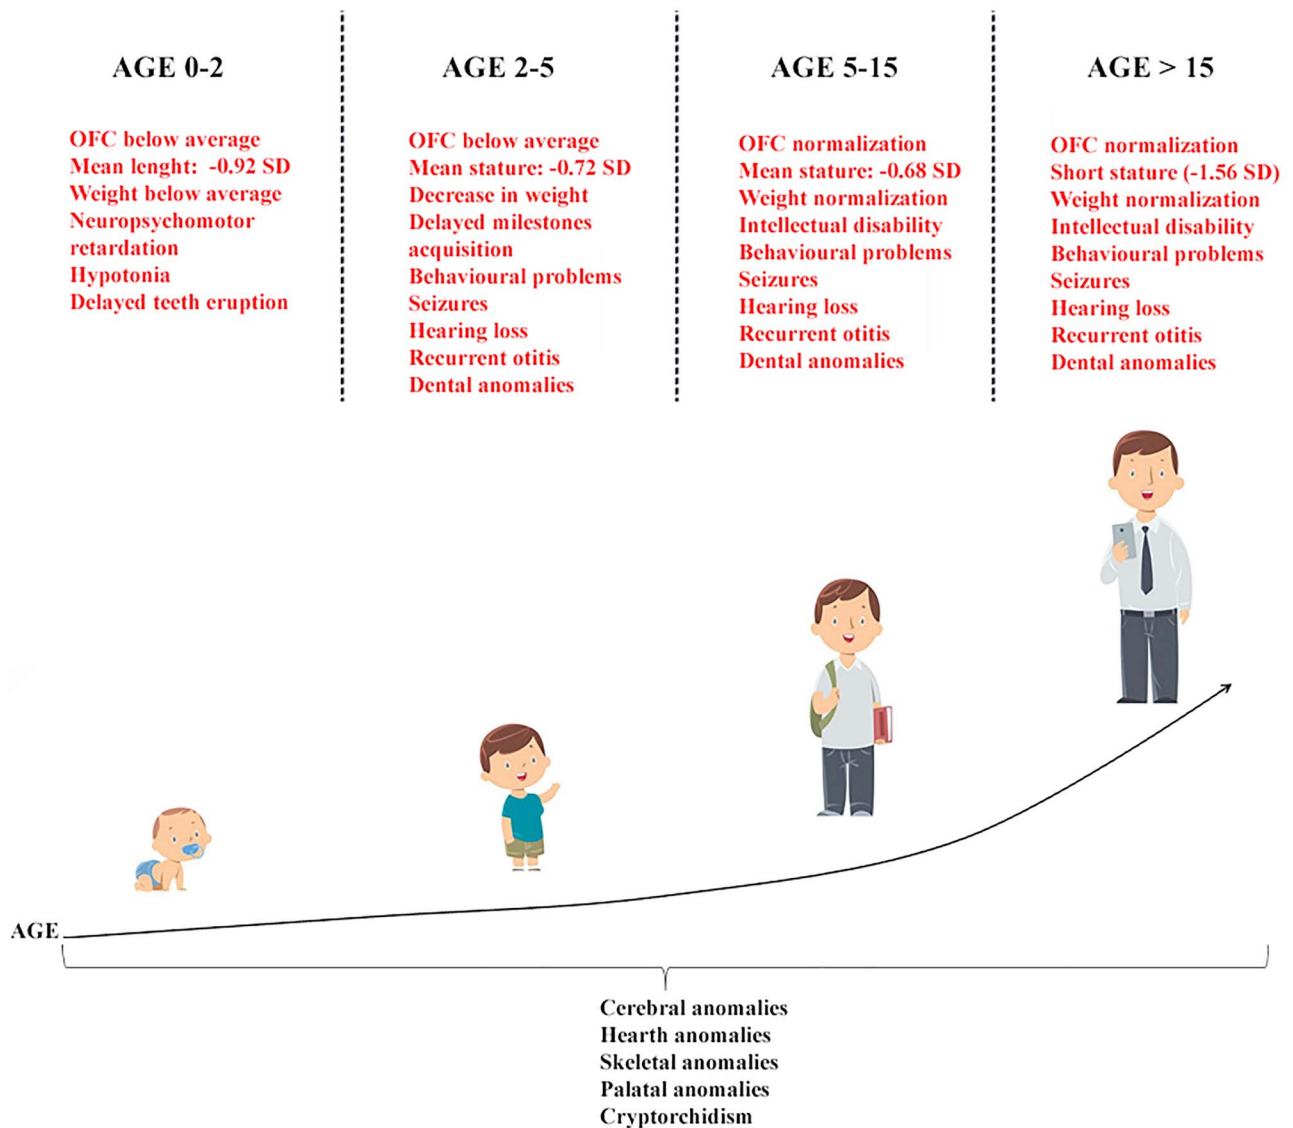 AGE 0-2
OFC below average
Mean lenght: -0.92 SD
Weight below average
Neuropsychomotor
retardation
Hypotonia
Delayed teeth eruption
AGE 2-5
OFC below average
Mean stature: -0.72 SD
Decrease in weight
Delayed milestones
acquisition
Behavioural problems
Seizures
Hearing loss
Recurrent otitis
Dental anomalies
AGE 5-15
OFC normalization
Mean stature: -0.68 SD
Weight normalization
Intellectual disability
Behavioural problems
Seizures
Hearing loss
Recurrent otitis
Dental anomalies
AGE > 15
OFC normalization
Short stature (-1.56 SD)
Weight normalization
Intellectual disability
Behavioural problems
Seizures
Hearing loss
Recurrent otitis
Dental anomalies
AGE
Cerebral anomalies
Hearth anomalies
Skeletal anomalies
Palatal anomalies
Cryptorchidism